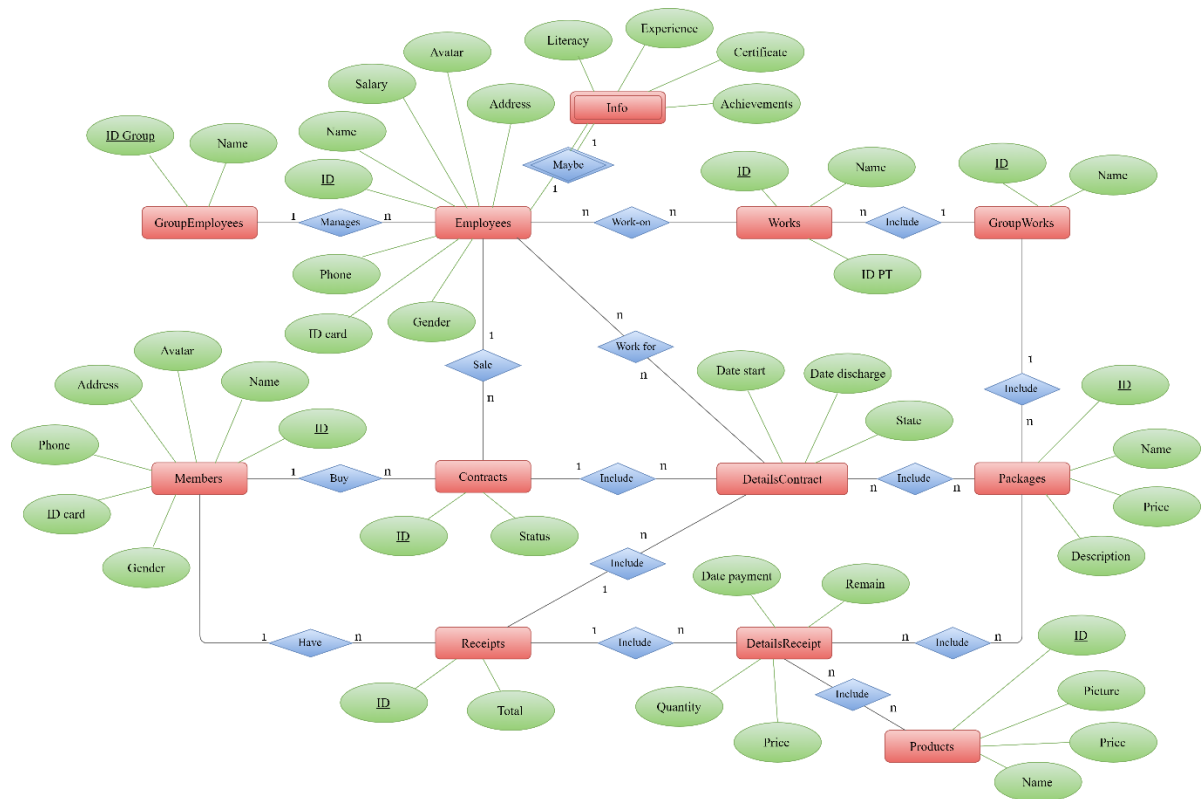 Experience
Literacy
Avatar
Certificate
Salary
Address
Info
Achievements
ID Group
Name
Name
Maybe
1
1
ID
Name
ID
Name
ID
GroupEmployees
1
Manages
n
Employees
n
Work-on
n
Works
n
Include
1
GroupWorks
Phone
ID PT
ID card
Gender
1
Sale
n
n
Work for
n
Avatar
Address
Name
Date start
Date discharge
1
Include
n
ID
Phone
ID
State
Name
Members
1
Buy
n
Contracts
1
Include
n
DetailsContract
n
Include
n
Packages
ID card
Price
Gender
ID
Status
Description
n
Include
1
Date payment
Remain
1
Have
n
Receipts
1
Include
n
DetailsReceipt
n
Include
n
ID
n
Include
n
Picture
ID
Total
Quantity
Price
Products
Price
Name